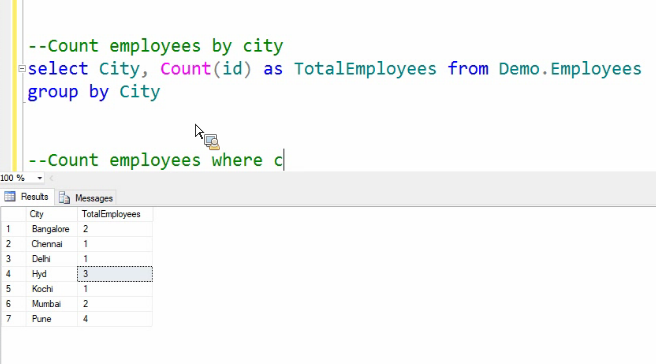 --Count employees by city
select City, Count(id) as TotalEmployees from Demo.Employees
group by City
--Count employees where c
100 %
Results Messages
City TotalEmployees
1 Bangalore 2
2 Chennai 1
3 Delhi 1
4 Hyd 3
5 Kochi 1
6 Mumbai 2
7 Pune 4